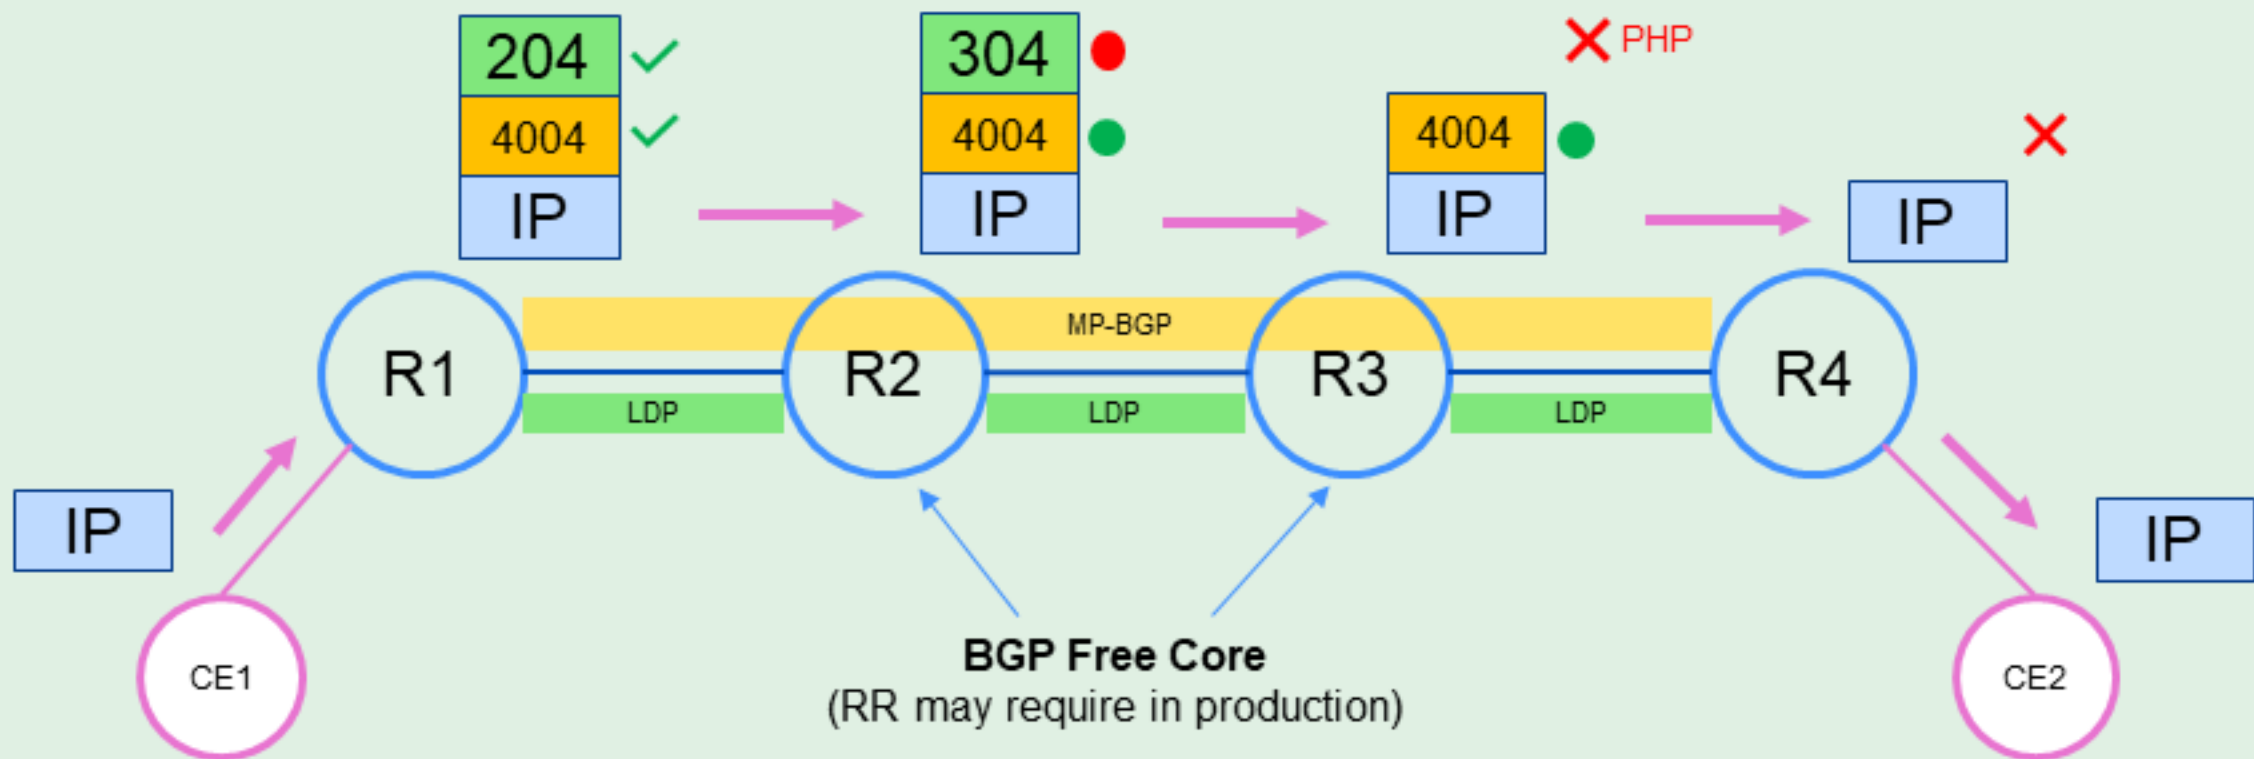 204
4004
IP
304
4004
IP
PHP
4004
IP
IP
MP-BGP
R1
R2
R3
R4
LDP
LDP
LDP
IP
IP
BGP Free Core
(RR may require in production)
CE1
CE2